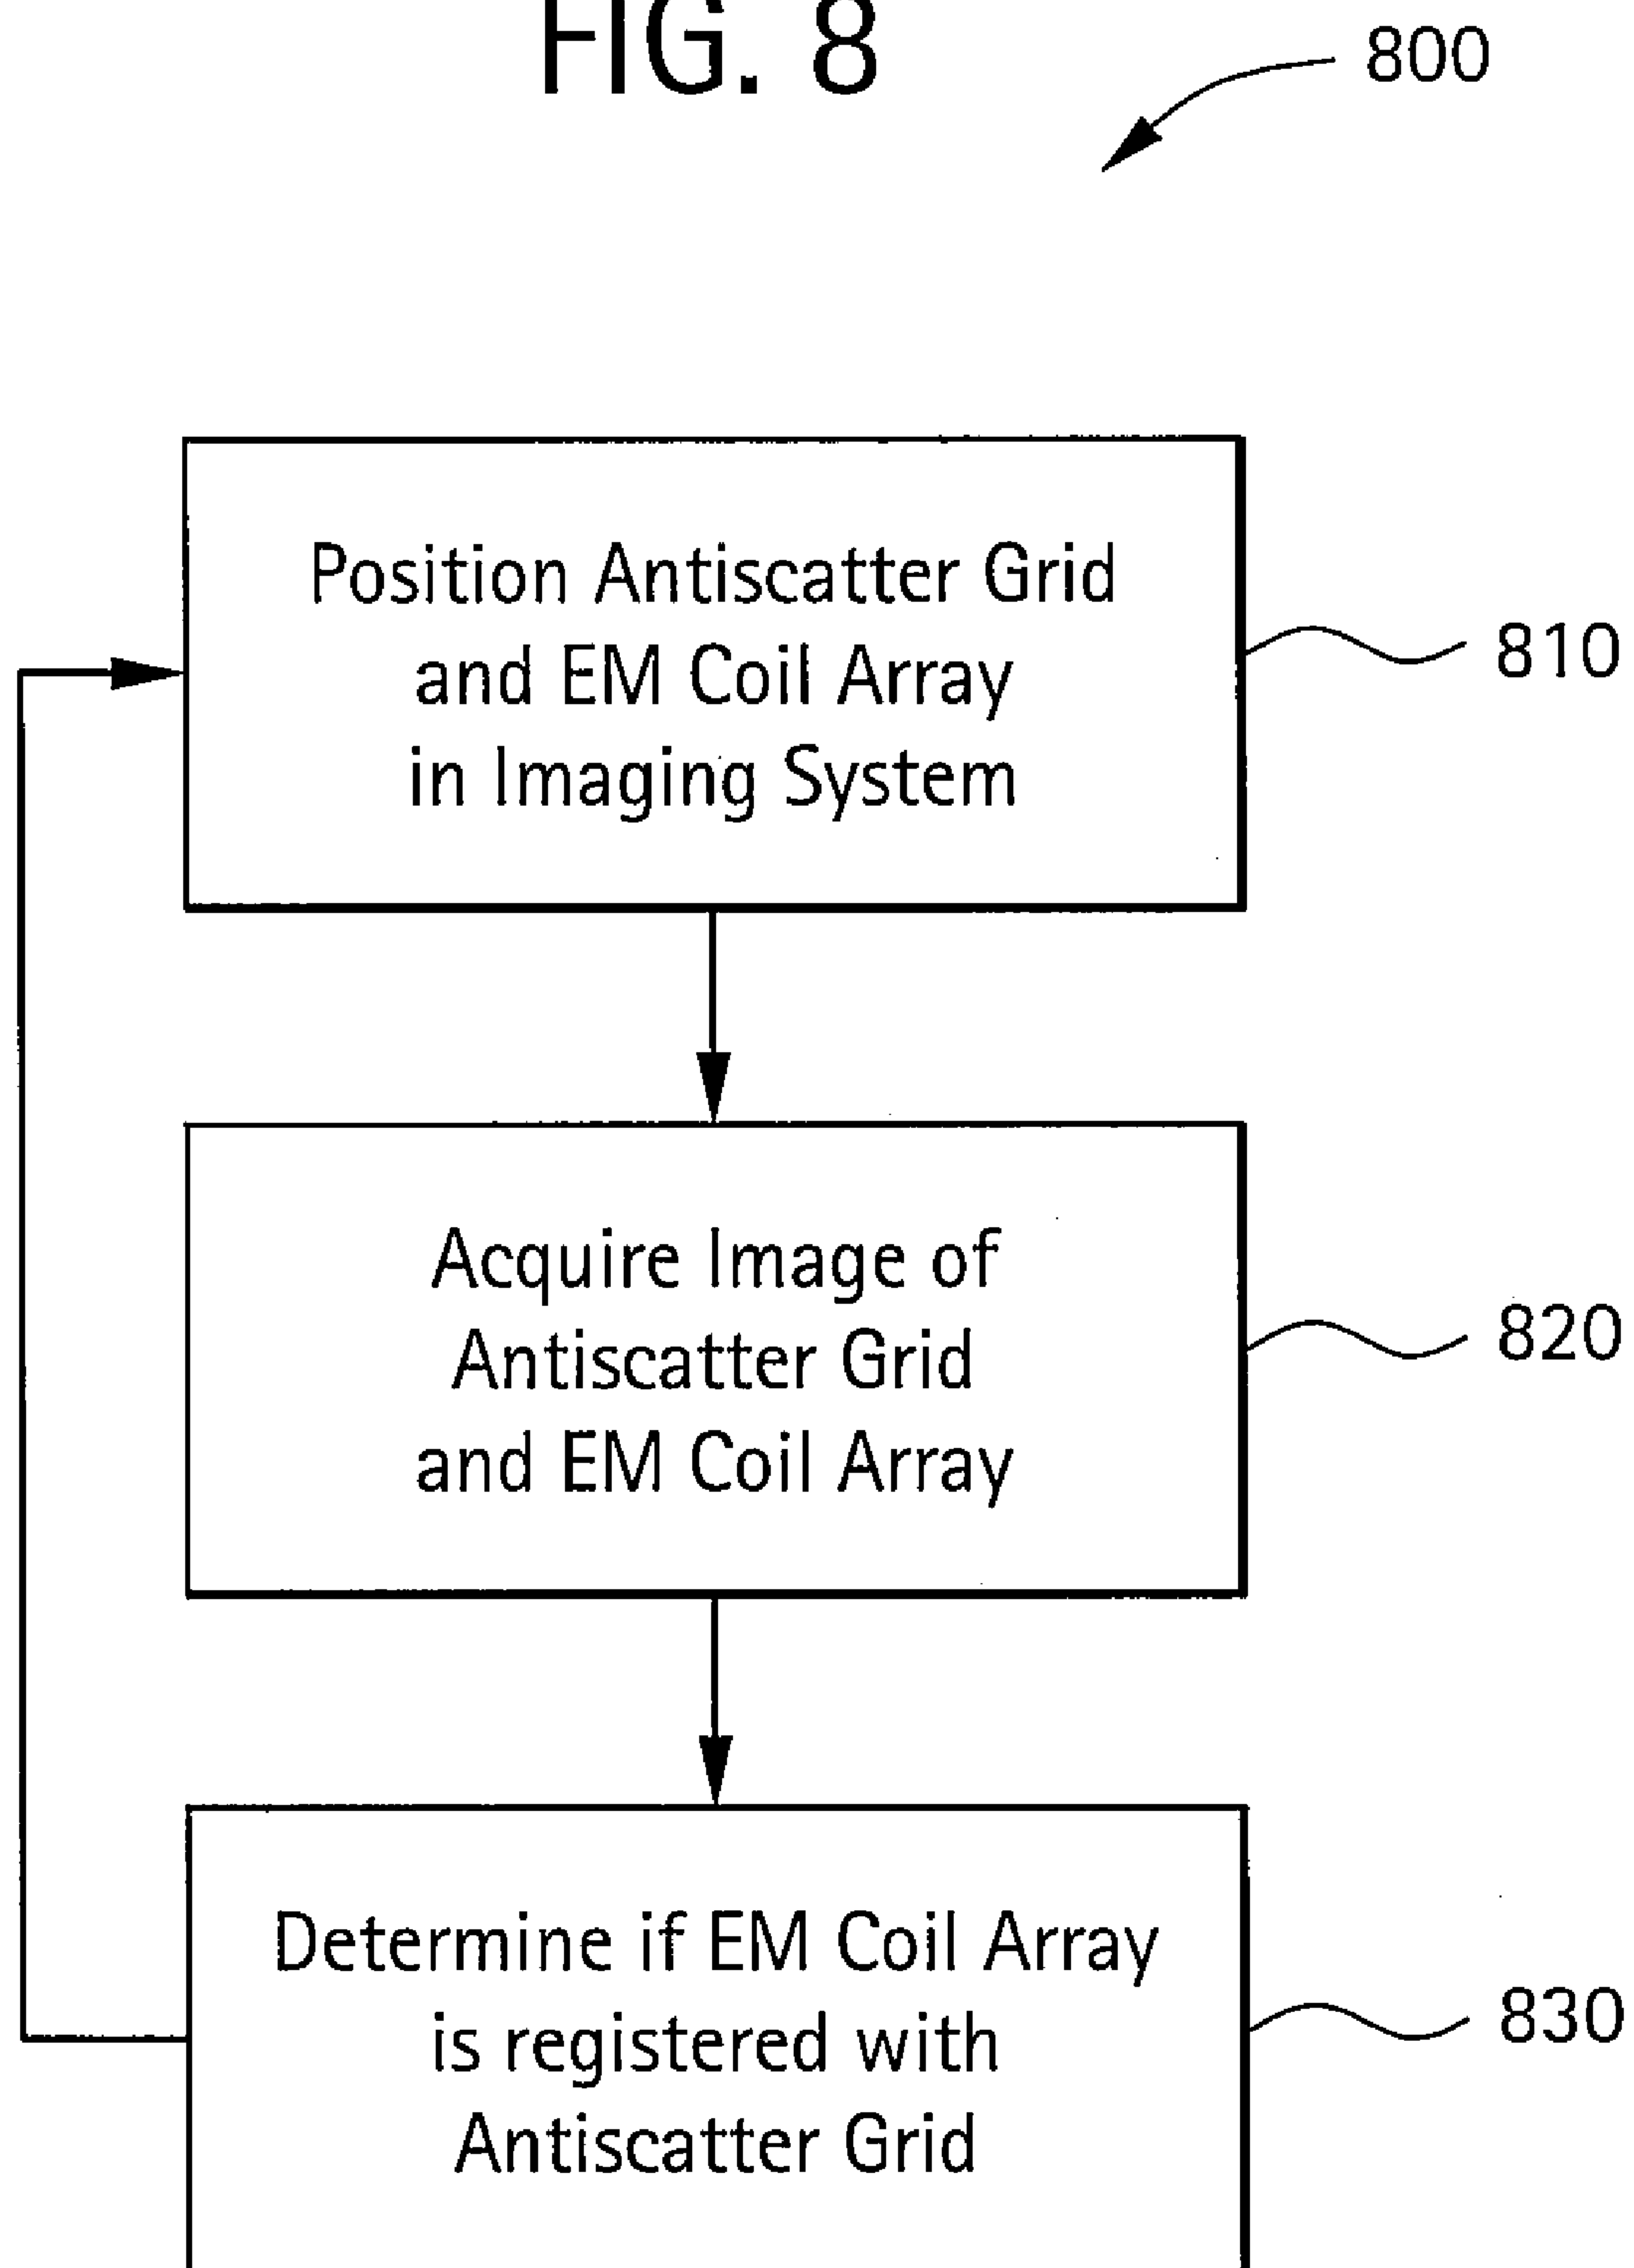 FIG. 8
800
Position Antiscatter Grid
and EM Coil Array
in Imaging System
810
Acquire Image of
Antiscatter Grid
and EM Coil Array
820
Determine if EM Coil Array
is registered with
Antiscatter Grid
830